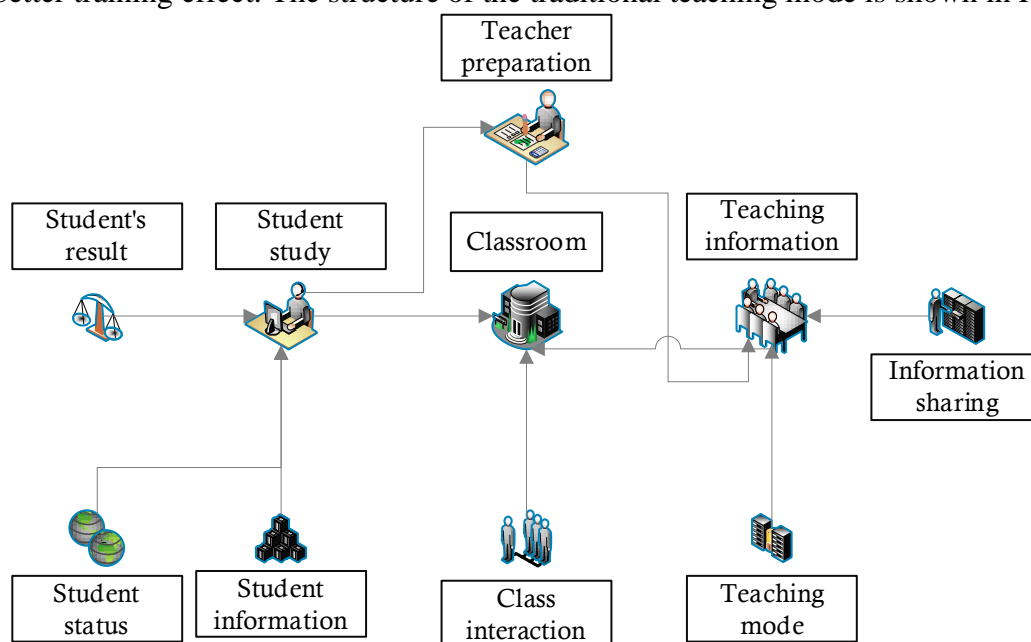 better training effect. The structure of the traditional teaching mode is shown in
Teacher
preparation
Student's
result
Student
study
Classroom
Teaching
information
Information
sharing
Student
status
Student
information
Class
interaction
Teaching
mode